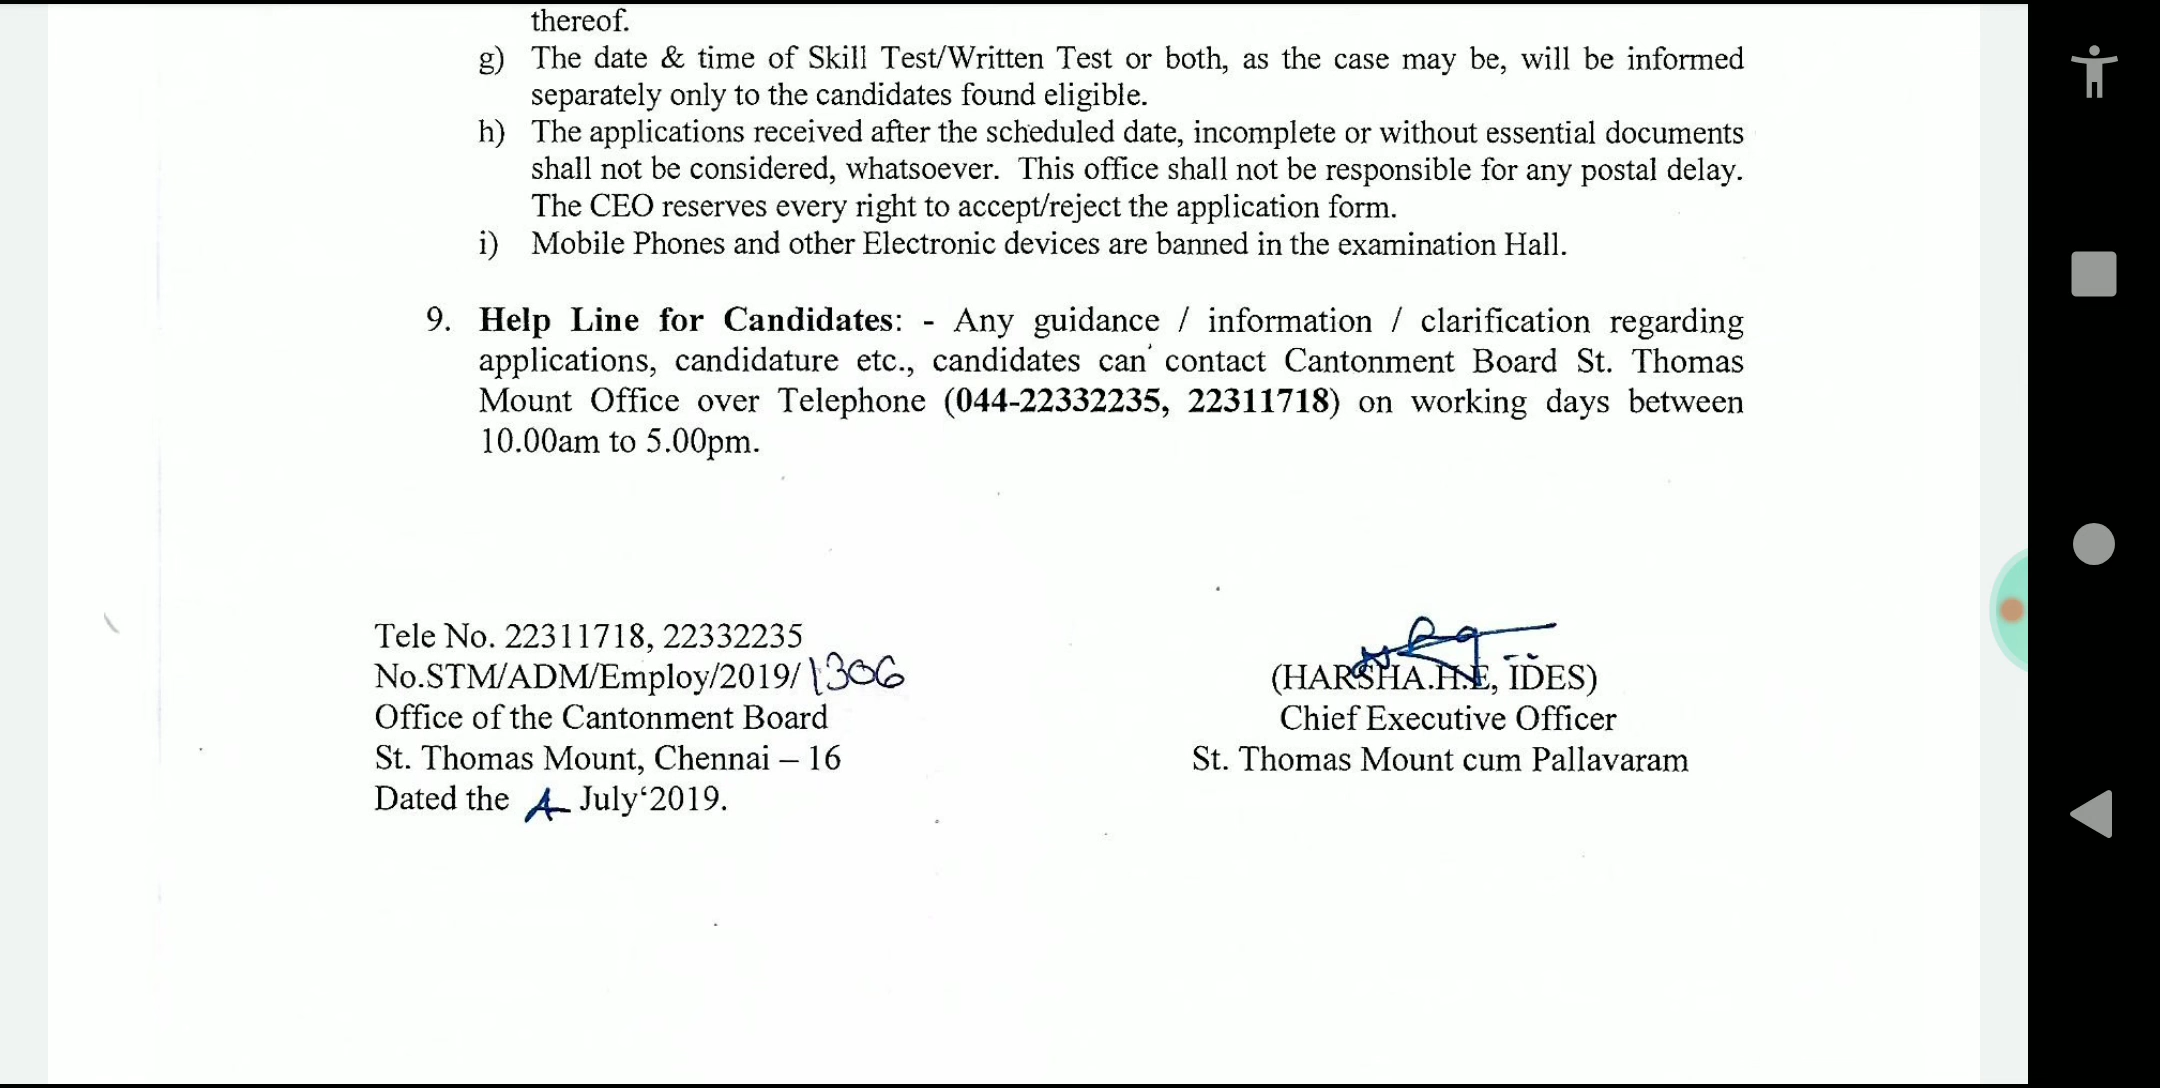 thereof.
g) The date & time of Skill Test/Written Test or both, as the case may be, will be informed
separately only to the candidates found eligible.
h) The applications received after the scheduled date, incomplete or without essential documents
shall not be considered, whatsoever. This office shall not be responsible for any postal delay.
The CEO reserves every right to accept/reject the application form.
i) Mobile Phones and other Electronic devices are banned in the examination Hall.
9. Help Line for Candidates: - Any guidance / information / clarification regarding
applications, candidature etc., candidates can contact Cantonment Board St. Thomas
Mount Office over Telephone (044-22332235, 22311718) on working days between
10.00am to 5.00pm.
Tele No. 22311718, 22332235
No.STM/ADM/Employ/2019/1306
Office of the Cantonment Board
St. Thomas Mount, Chennai – 16
Dated the July‘2019.
(HARSHA.H.E, IDES)
Chief Executive Officer
St. Thomas Mount cum Pallavaram